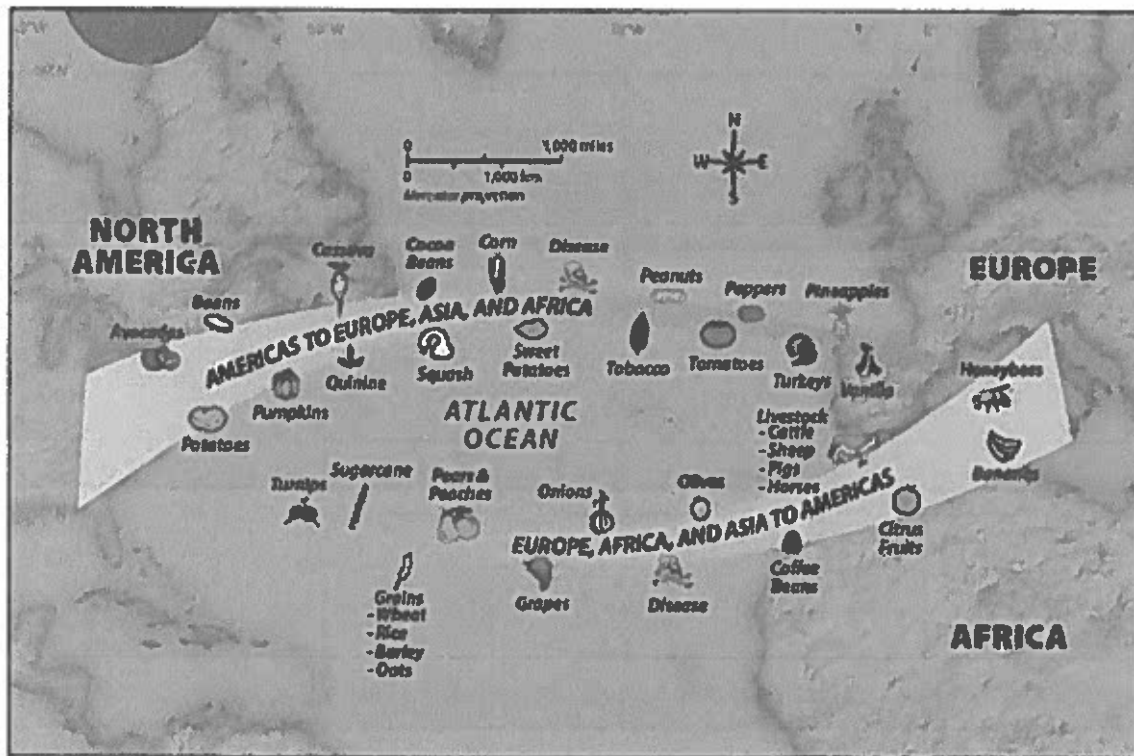 0 1,000 miles
0 1,000 km
Mercator projection
N
W E
S
NORTH
AMERICA
EUROPE
Cassava
Cocoa
Beans
Corn
Disease
Peanuts
Peppers
Pineapples
Beans
Avocados
AMERICAS TO EUROPE, ASIA, AND AFRICA
Quinine
Squash
Sweet
Potatoes
Tobacco
Tomatoes
Turkeys
Vanilla
Honeybees
Pumpkins
Potatoes
ATLANTIC
OCEAN
Livestock
- Cattle
- Sheep
- Pigs
- Horses
Bananas
Turnips
Sugarcane
Pears &
Peaches
Onions
Olives
Citrus
Fruits
EUROPE, AFRICA, AND ASIA TO AMERICAS
Coffee
Beans
Grapes
Disease
Grains
- Wheat
- Rice
- Barley
- Oats
AFRICA